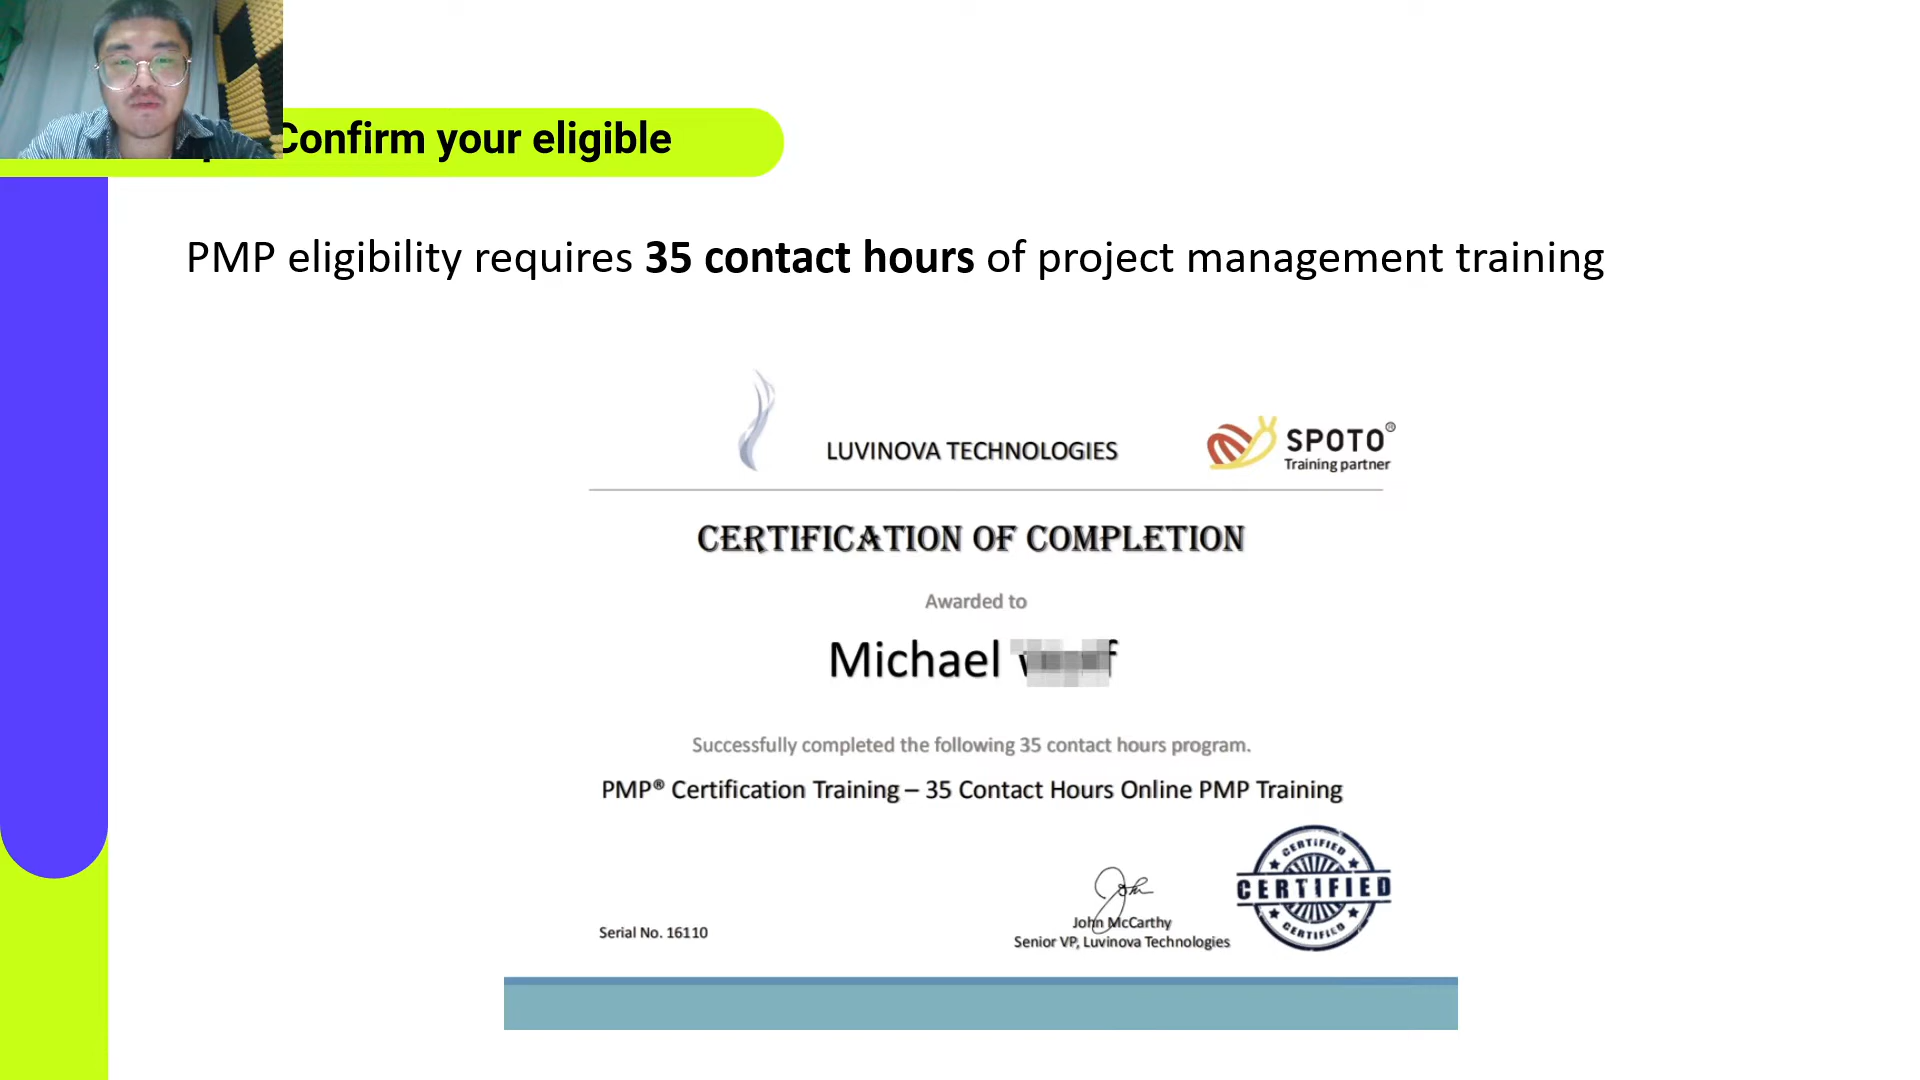 Confirm your eligible
PMP eligibility requires 35 contact hours of project management training
LUVINOVA TECHNOLOGIES
SPOTO®
Training partner
CERTIFICATION OF COMPLETION
Awarded to
Michael
Successfully completed the following 35 contact hours program.
PMP® Certification Training – 35 Contact Hours Online PMP Training
CERTIFIED
CERTIFIED
CERTIFIED
John
John McCarthy
Senior VP, Luvinova Technologies
Serial No. 16110